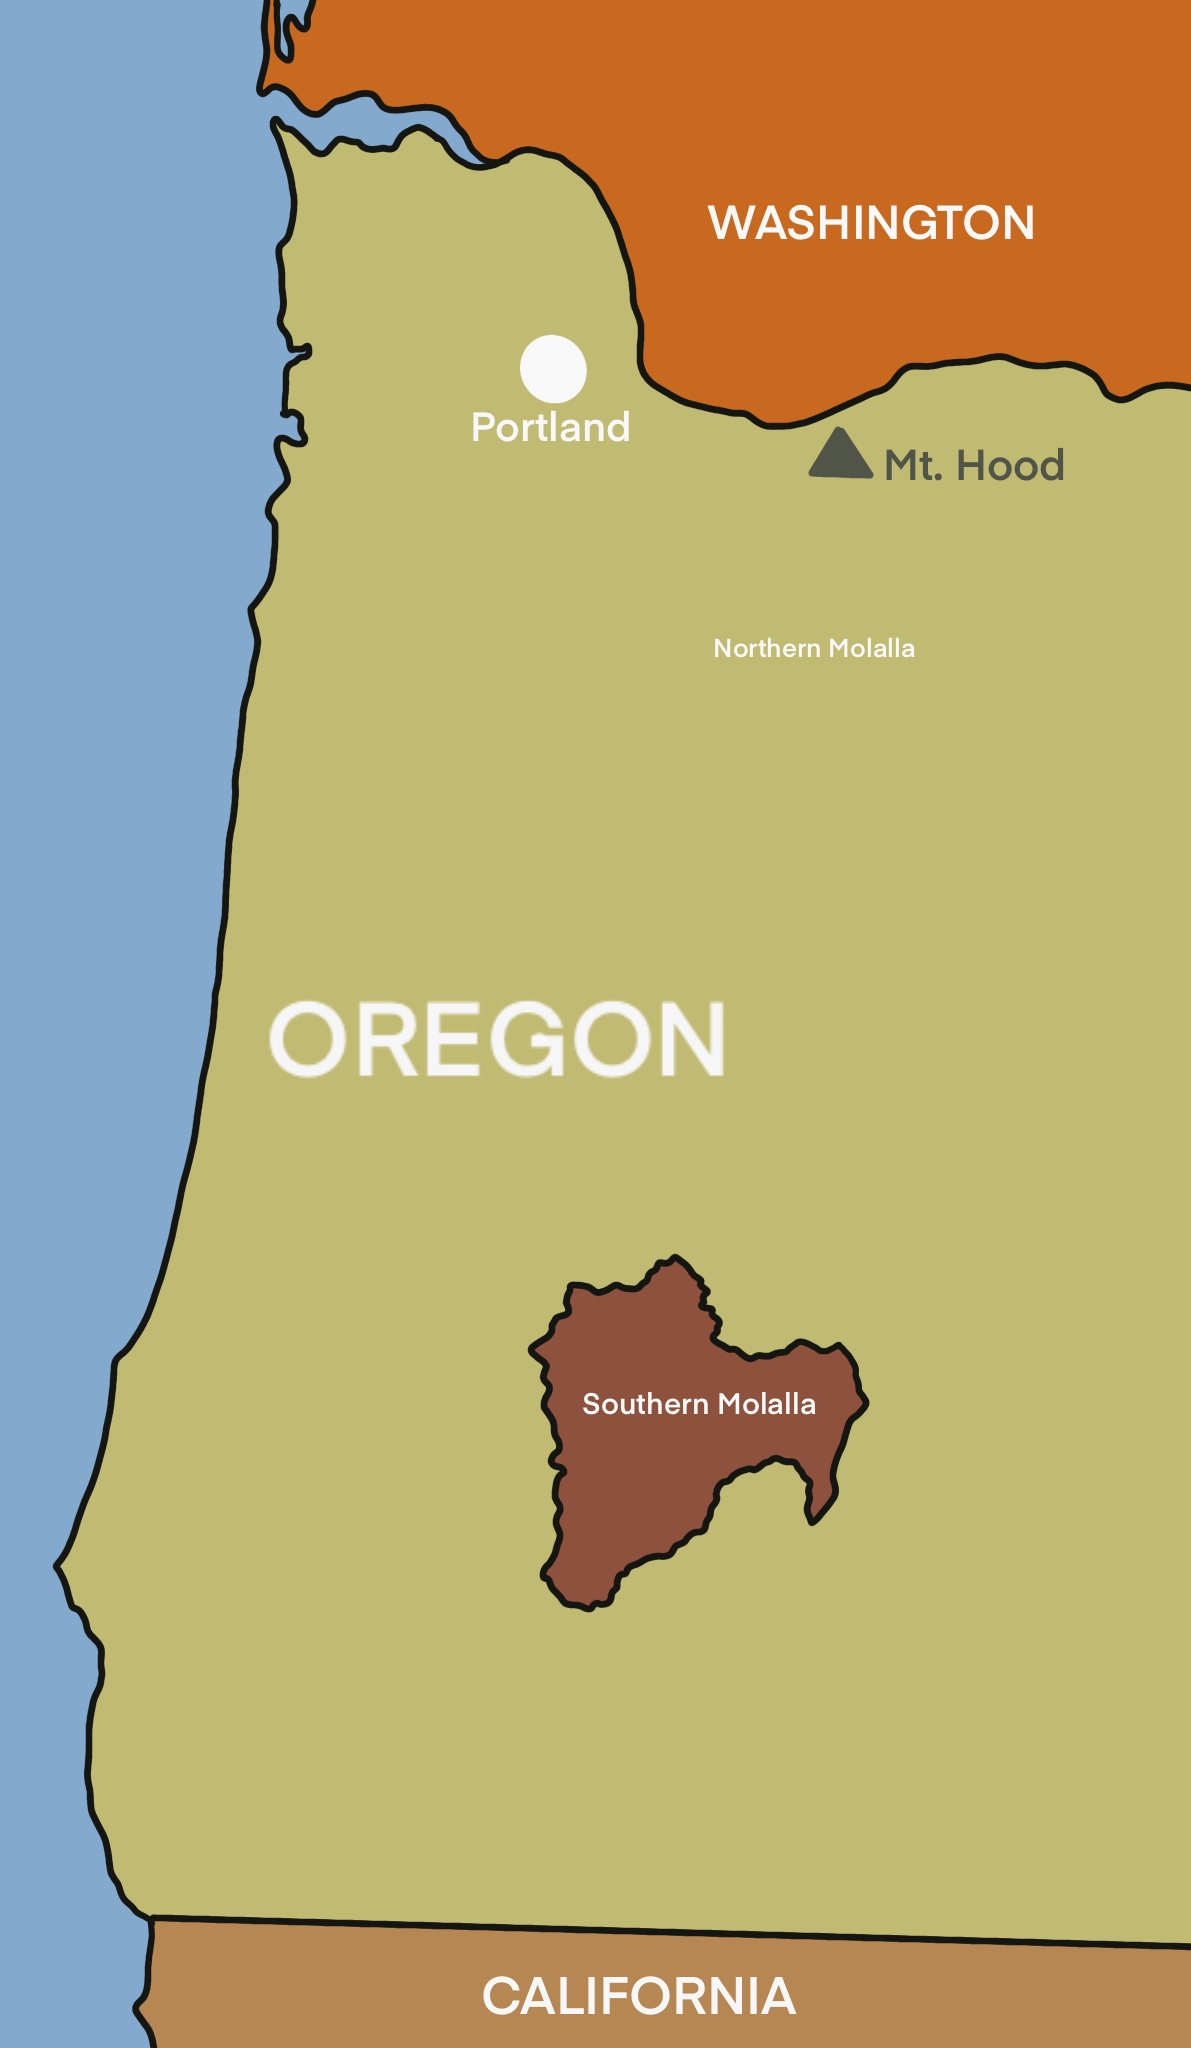 WASHINGTON
Portland
Mt. Hood
Northern Molalla
OREGON
Southern Molalla
CALIFORNIA